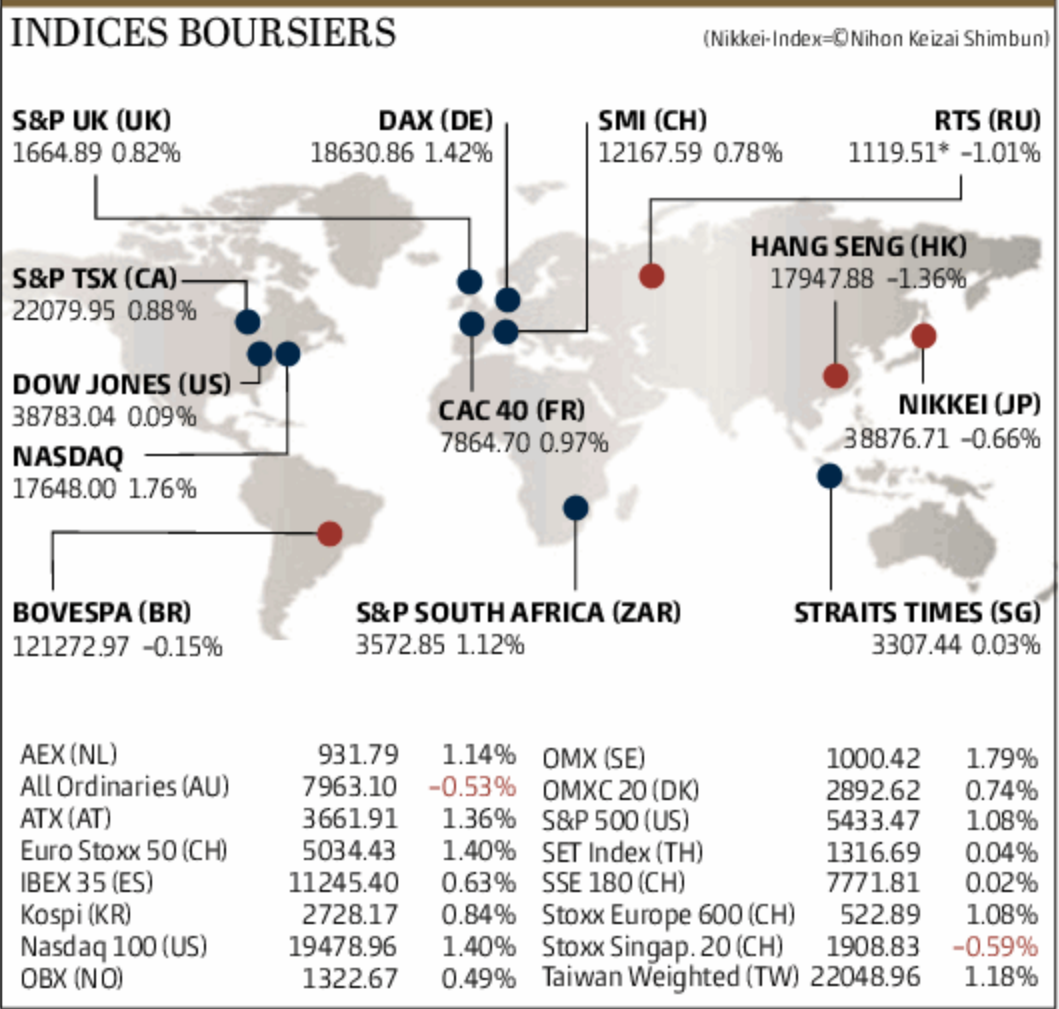 INDICES BOURSIERS
(Nikkei-Index=©Nihon Keizai Shimbun)
S&P UK (UK)
1664.89 0.82%
DAX (DE)
18630.86 1.42%
SMI (CH)
12167.59 0.78%
RTS (RU)
1119.51* –1.01%
HANG SENG (HK)
17947.88 –1.36%
S&P TSX (CA)
22079.95 0.88%
DOW JONES (US)
38783.04 0.09%
CAC 40 (FR)
7864.70 0.97%
NIKKEI (JP)
38876.71 –0.66%
NASDAQ
17648.00 1.76%
BOVESPA (BR)
121272.97 –0.15%
S&P SOUTH AFRICA (ZAR)
3572.85 1.12%
STRAITS TIMES (SG)
3307.44 0.03%
AEX (NL) 931.79 1.14%
All Ordinaries (AU) 7963.10 –0.53%
ATX (AT) 3661.91 1.36%
Euro Stoxx 50 (CH) 5034.43 1.40%
IBEX 35 (ES) 11245.40 0.63%
Kospi (KR) 2728.17 0.84%
Nasdaq 100 (US) 19478.96 1.40%
OBX (NO) 1322.67 0.49%
OMX (SE) 1000.42 1.79%
OMXC 20 (DK) 2892.62 0.74%
S&P 500 (US) 5433.47 1.08%
SET Index (TH) 1316.69 0.04%
SSE 180 (CH) 7771.81 0.02%
Stoxx Europe 600 (CH) 522.89 1.08%
Stoxx Singap. 20 (CH) 1908.83 –0.59%
Taiwan Weighted (TW) 22048.96 1.18%